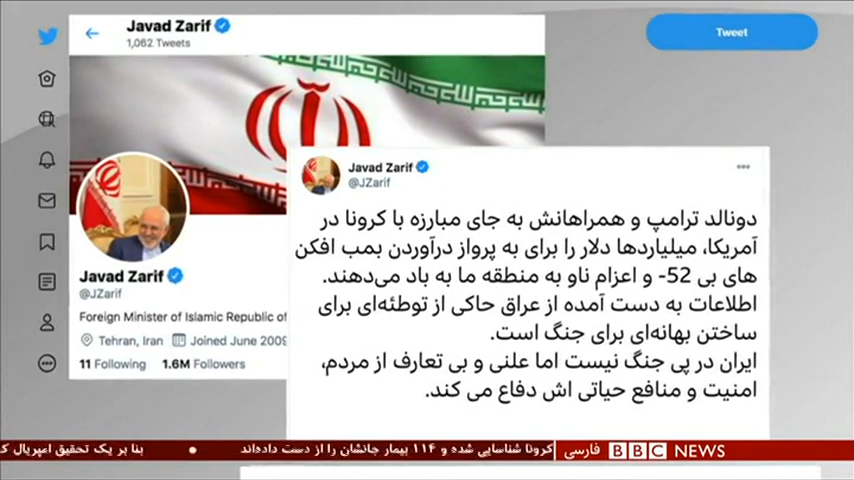 Javad Zarif
1,062 Tweets
Tweet
Javad Zarif
@JZarif
Foreign Minister of Islamic Republic of
Tehran, Iran Joined June 2009
11 Following 1.6M Followers
Javad Zarif
@JZarif
دونالد ترامپ و همراهانش به جای مبارزه با کرونا در
آمریکا، میلیاردها دلار را برای به پرواز درآوردن بمب افکن
های بی 52- و اعزام ناو به منطقه ما به باد می‌دهند.
اطلاعات به دست آمده از عراق حاکی از توطئه‌ای برای
ساختن بهانه‌ای برای جنگ است.
ایران در پی جنگ نیست اما علنی و بی تعارف از مردم،
امنیت و منافع حیاتی اش دفاع می کند.
BBC NEWS فارسی
کرونا شناسایی شده و ۱۱۴ بیمار جانشان را از دست داده‌اند • بنا بر یک تحقیق امپریال ک